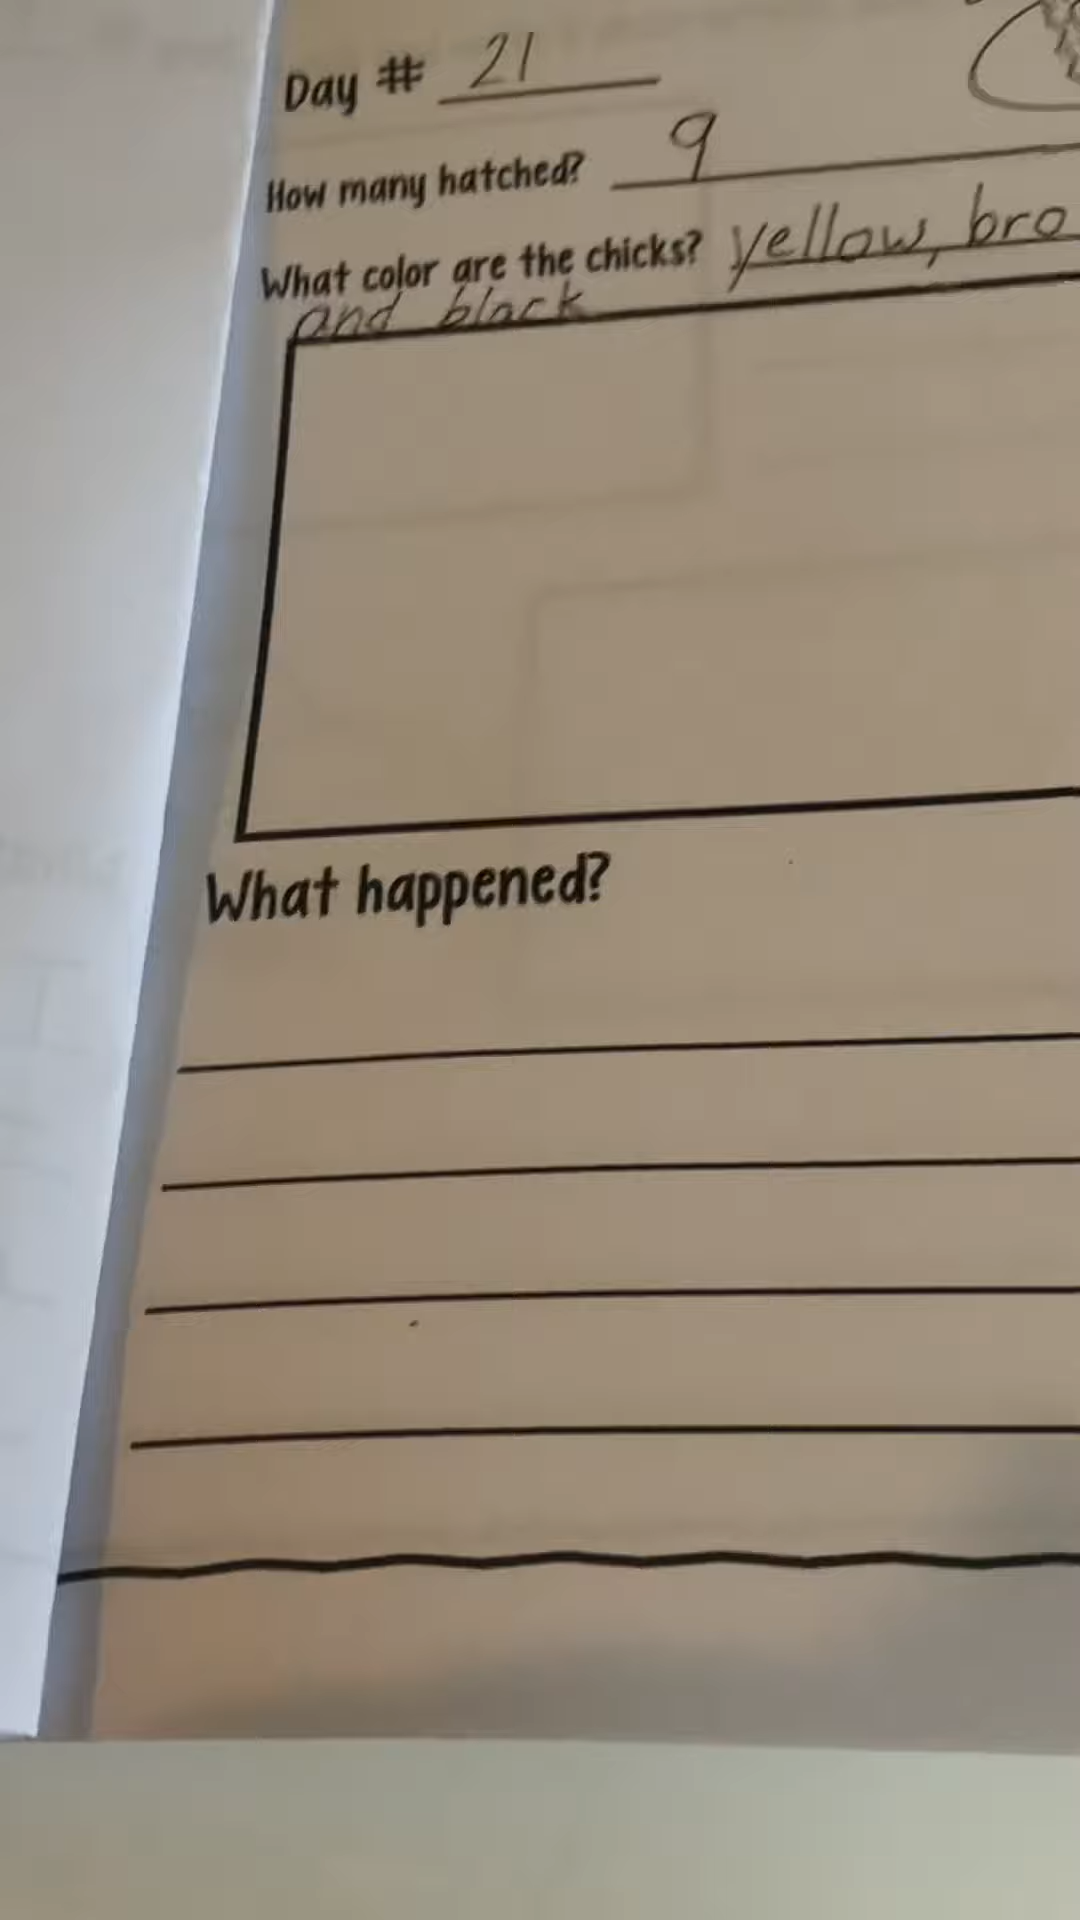 Day # 21
How many hatched? 9
What color are the chicks? yellow, bro
and black
What happened?